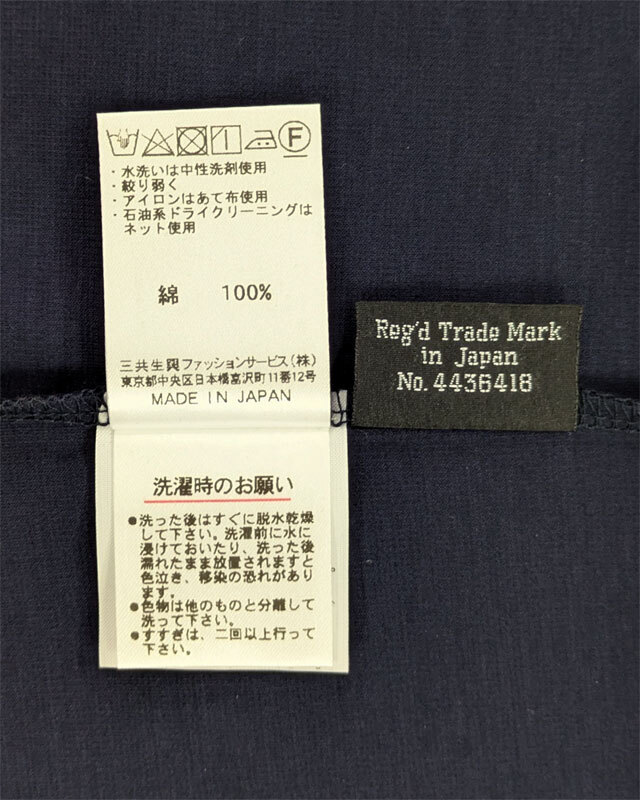 F
・水洗いは中性洗剤使用
・絞り弱く
・アイロンはあて布使用
・石油系ドライクリーニングは
ネット使用
綿 100%
三共生興ファッションサービス(株)
東京都中央区日本橋富沢町11番12号
MADE IN JAPAN
Reg'd Trade Mark
in Japan
No. 4436418
洗濯時のお願い
●洗った後はすぐに脱水乾燥
して下さい。洗濯前に水に
浸けておいたり、洗った後
濡れたまま放置されますと
色泣き、移染の恐れがあり
ます。
●色物は他のものと分離して
洗って下さい。
●すすぎは、二回以上行って
下さい。